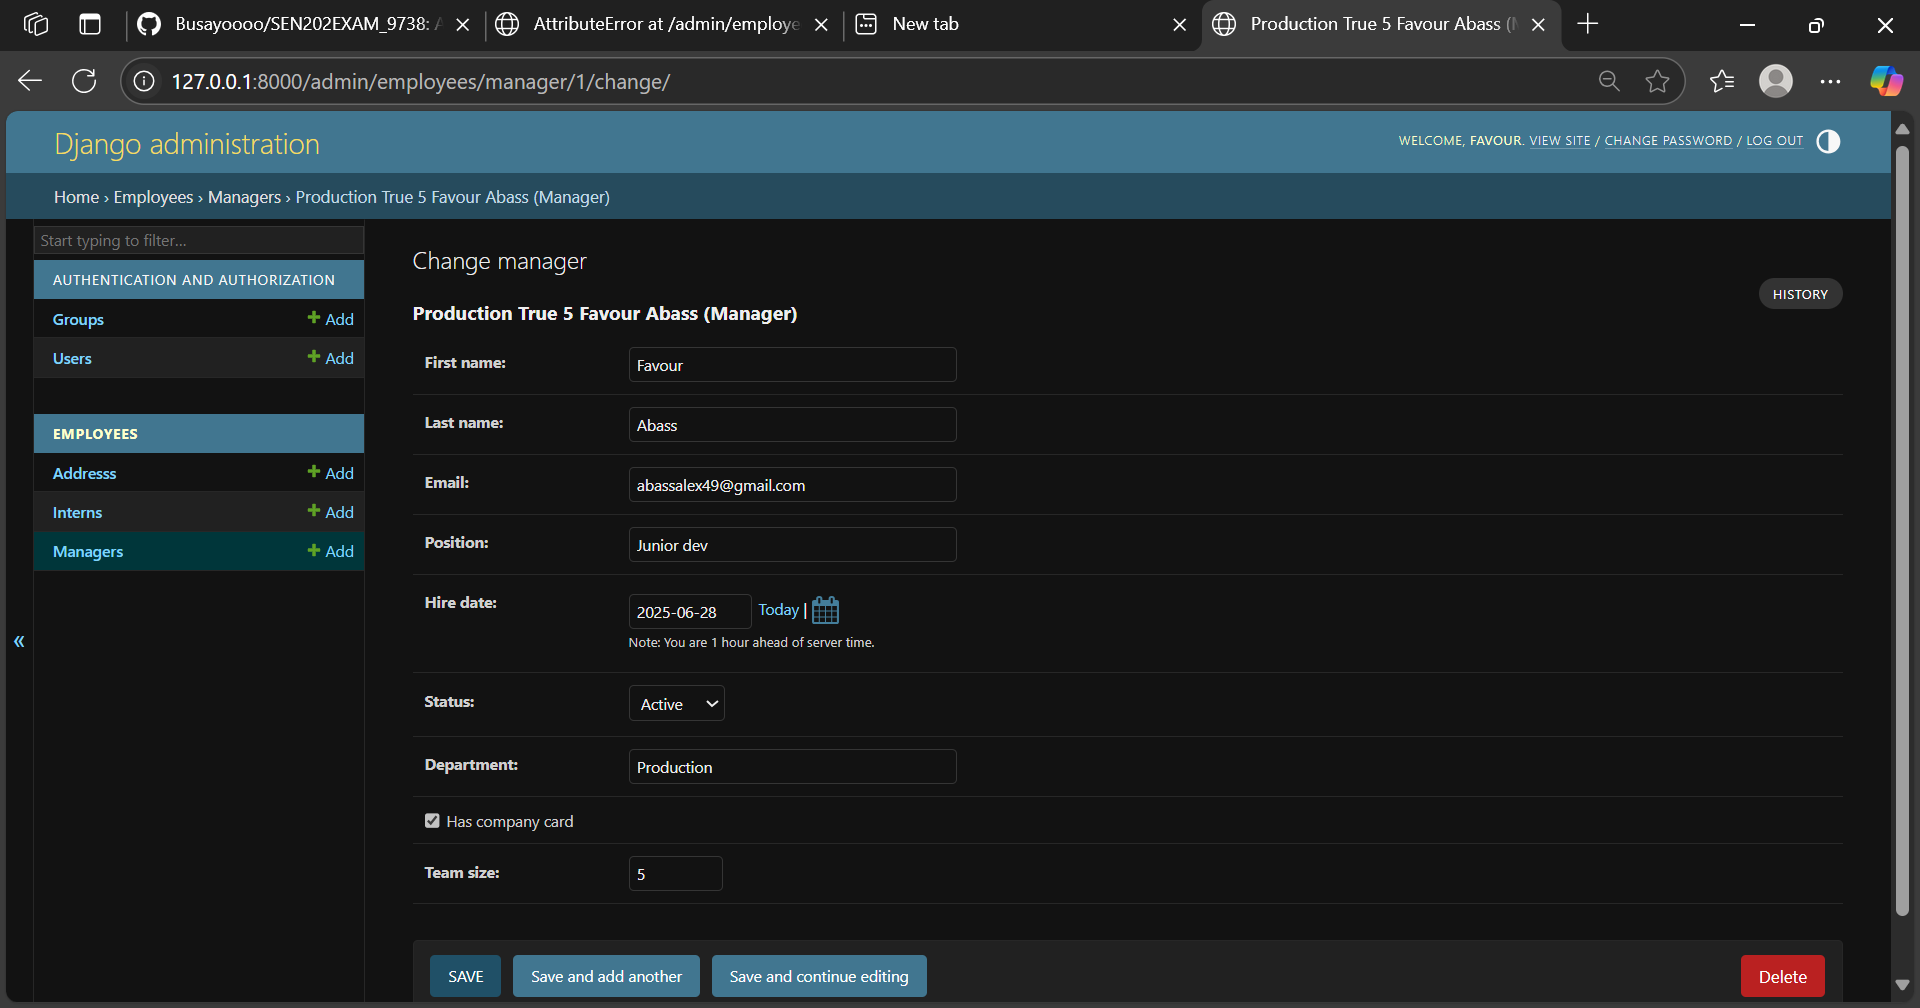 Busayoooo/SEN202EXAM_9738: A
AttributeError at /admin/employe
New tab
Production True 5 Favour Abass (M
127.0.0.1:8000/admin/employees/manager/1/change/
Django administration
WELCOME, FAVOUR. VIEW SITE / CHANGE PASSWORD / LOG OUT
Home › Employees › Managers › Production True 5 Favour Abass (Manager)
Start typing to filter...
AUTHENTICATION AND AUTHORIZATION
Groups + Add
Users + Add
EMPLOYEES
Addresss + Add
Interns + Add
Managers + Add
«
Change manager
HISTORY
Production True 5 Favour Abass (Manager)
First name: Favour
Last name: Abass
Email: abassalex49@gmail.com
Position: Junior dev
Hire date: 2025-06-28 Today |
Note: You are 1 hour ahead of server time.
Status: Active
Department: Production
Has company card
Team size: 5
SAVE Save and add another Save and continue editing Delete